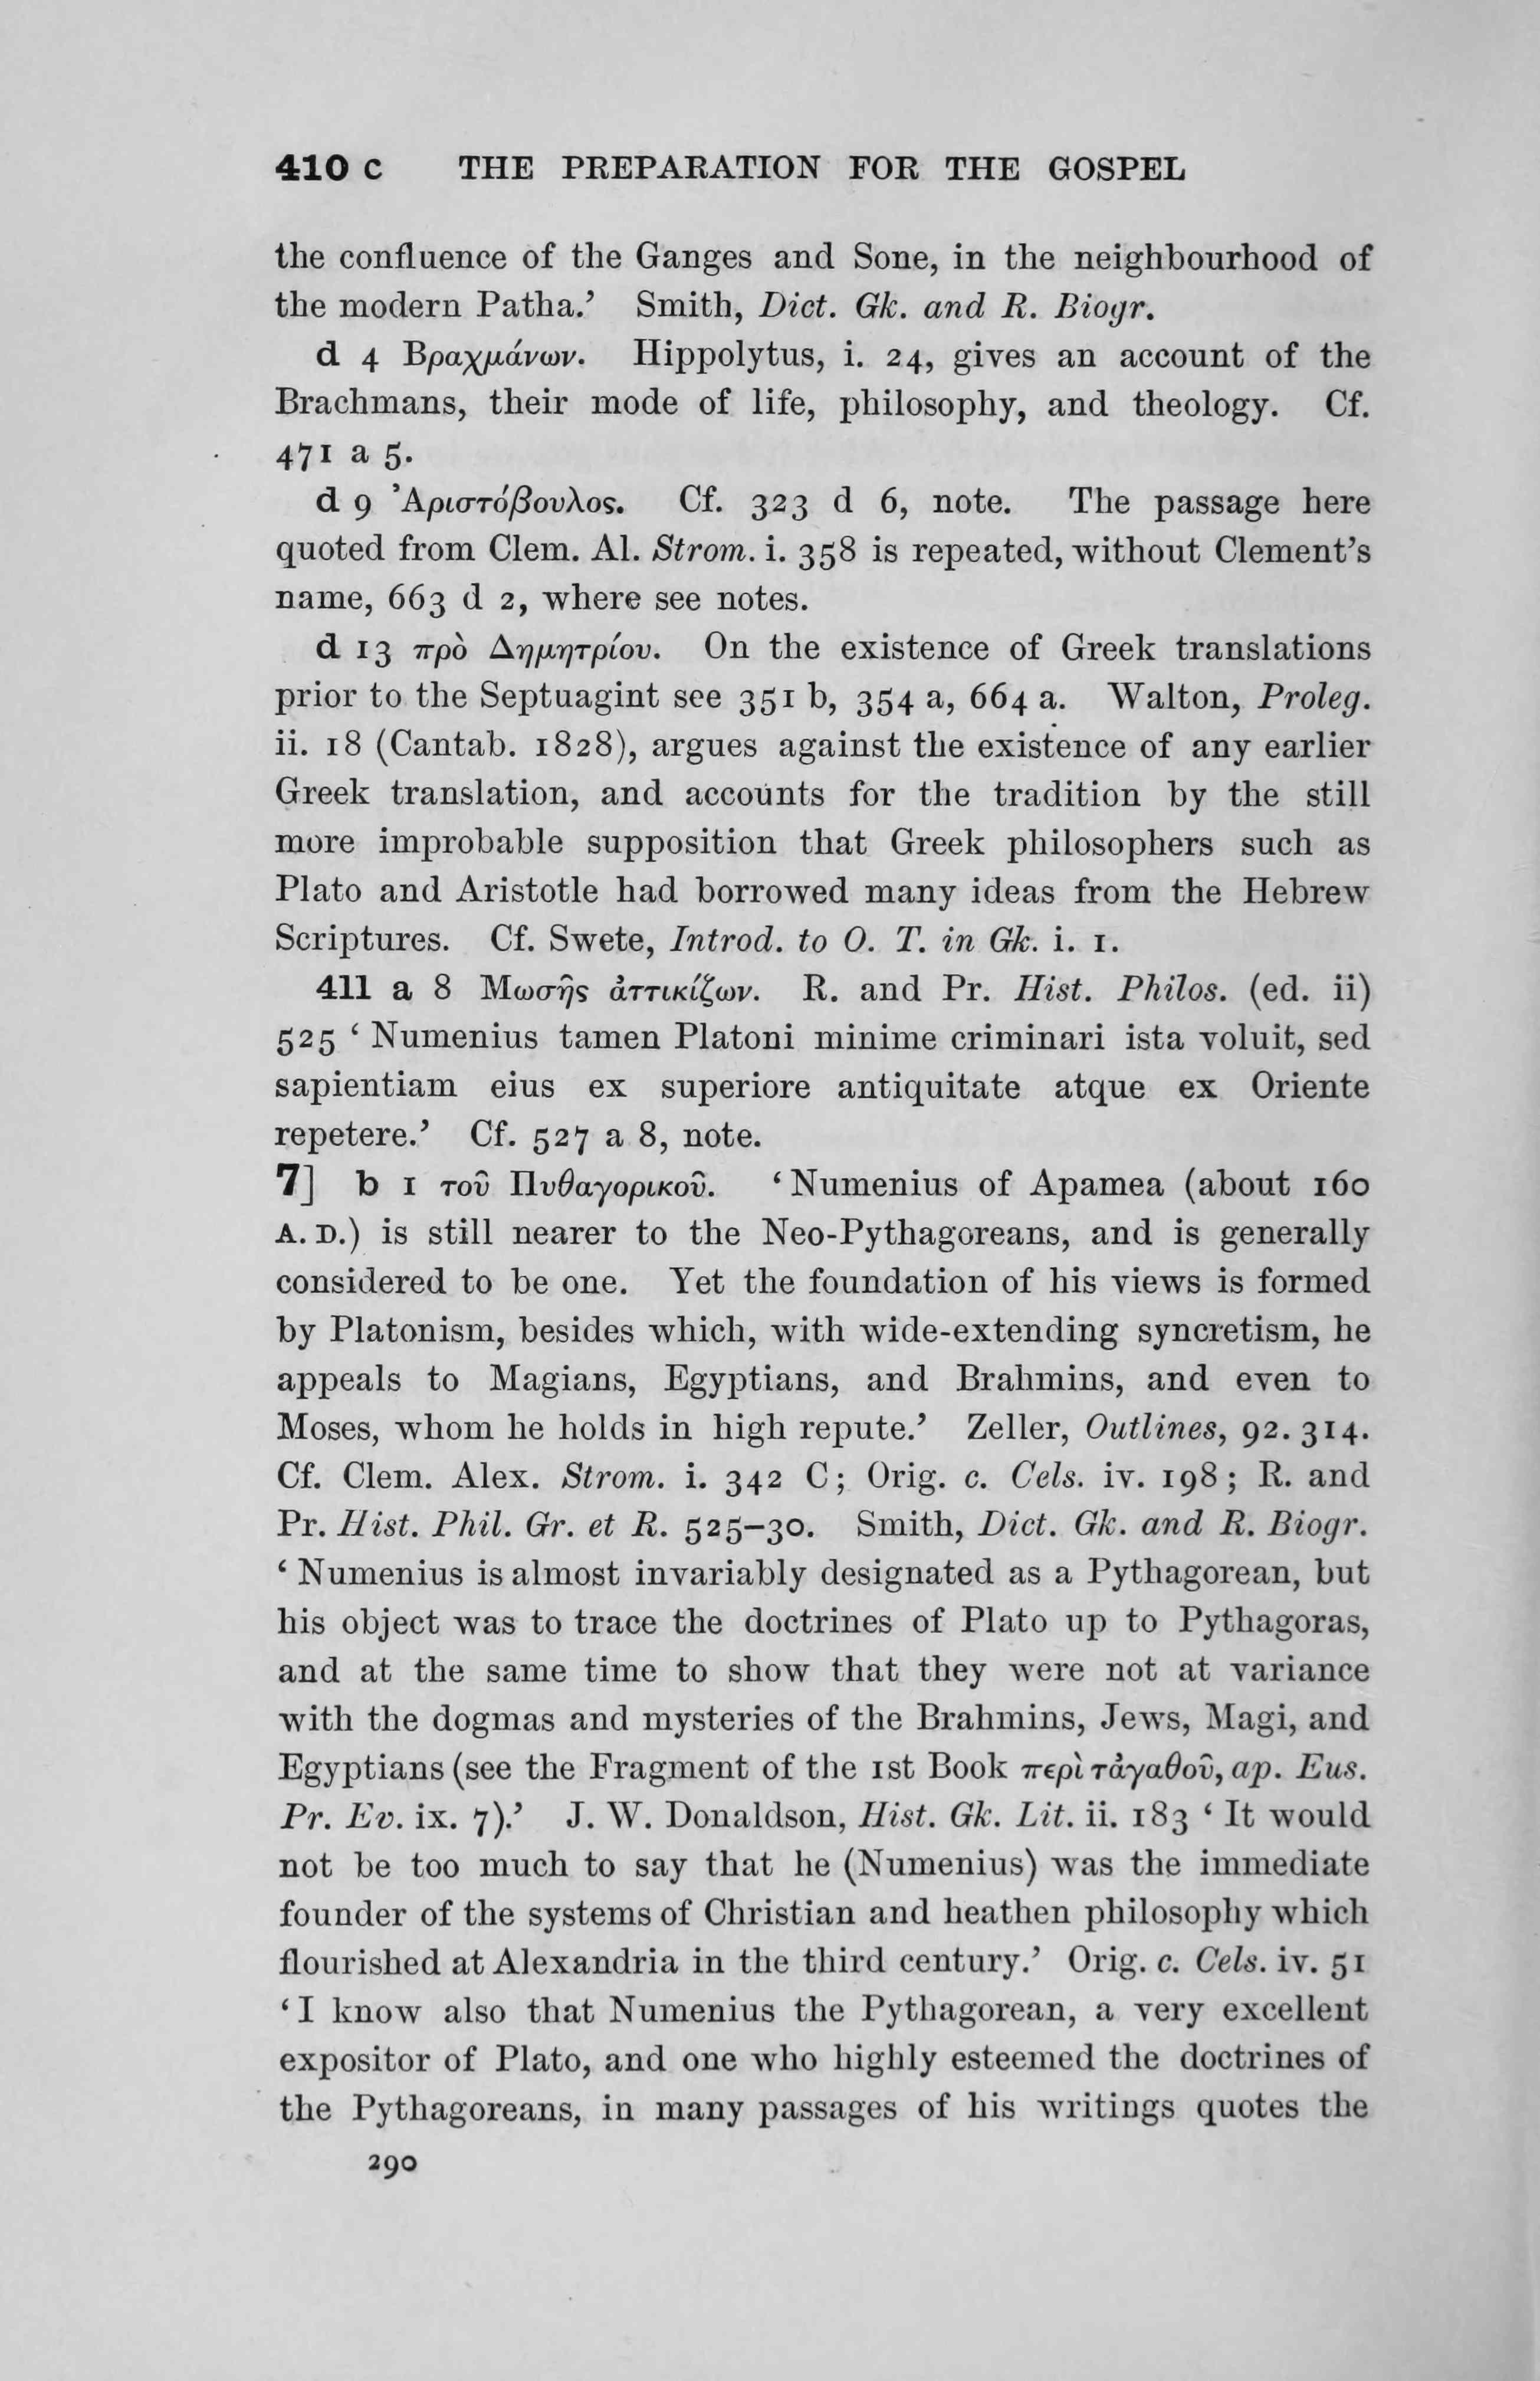 410 c THE PREPARATION FOR THE GOSPEL
the confluence of the Ganges and Sone, in the neighbourhood of
the modern Patha.’ Smith, Dict. Gk. and R. Biogr.
d 4 Βραχμάνων. Hippolytus, i. 24, gives an account of the
Brachmans, their mode of life, philosophy, and theology. Cf.
471 a 5.
d 9 Ἀριστόβουλος. Cf. 323 d 6, note. The passage here
quoted from Clem. Al. Strom. i. 358 is repeated, without Clement’s
name, 663 d 2, where see notes.
d 13 πρὸ Δημητρίου. On the existence of Greek translations
prior to the Septuagint see 351 b, 354 a, 664 a. Walton, Proleg.
ii. 18 (Cantab. 1828), argues against the existence of any earlier
Greek translation, and accounts for the tradition by the still
more improbable supposition that Greek philosophers such as
Plato and Aristotle had borrowed many ideas from the Hebrew
Scriptures. Cf. Swete, Introd. to O. T. in Gk. i. 1.
411 a 8 Μωσῆς ἀττικίζων. R. and Pr. Hist. Philos. (ed. ii)
525 ‘Numenius tamen Platoni minime criminari ista voluit, sed
sapientiam eius ex superiore antiquitate atque ex Oriente
repetere.’ Cf. 527 a 8, note.
7] b 1 τοῦ Πυθαγορικοῦ. ‘Numenius of Apamea (about 160
A. D.) is still nearer to the Neo-Pythagoreans, and is generally
considered to be one. Yet the foundation of his views is formed
by Platonism, besides which, with wide-extending syncretism, he
appeals to Magians, Egyptians, and Brahmins, and even to
Moses, whom he holds in high repute.’ Zeller, Outlines, 92. 314.
Cf. Clem. Alex. Strom. i. 342 C; Orig. c. Cels. iv. 198; R. and
Pr. Hist. Phil. Gr. et R. 525–30. Smith, Dict. Gk. and R. Biogr.
‘Numenius is almost invariably designated as a Pythagorean, but
his object was to trace the doctrines of Plato up to Pythagoras,
and at the same time to show that they were not at variance
with the dogmas and mysteries of the Brahmins, Jews, Magi, and
Egyptians (see the Fragment of the 1st Book περὶ τἀγαθοῦ, ap. Eus.
Pr. Ev. ix. 7).’ J. W. Donaldson, Hist. Gk. Lit. ii. 183 ‘It would
not be too much to say that he (Numenius) was the immediate
founder of the systems of Christian and heathen philosophy which
flourished at Alexandria in the third century.’ Orig. c. Cels. iv. 51
‘I know also that Numenius the Pythagorean, a very excellent
expositor of Plato, and one who highly esteemed the doctrines of
the Pythagoreans, in many passages of his writings quotes the
290